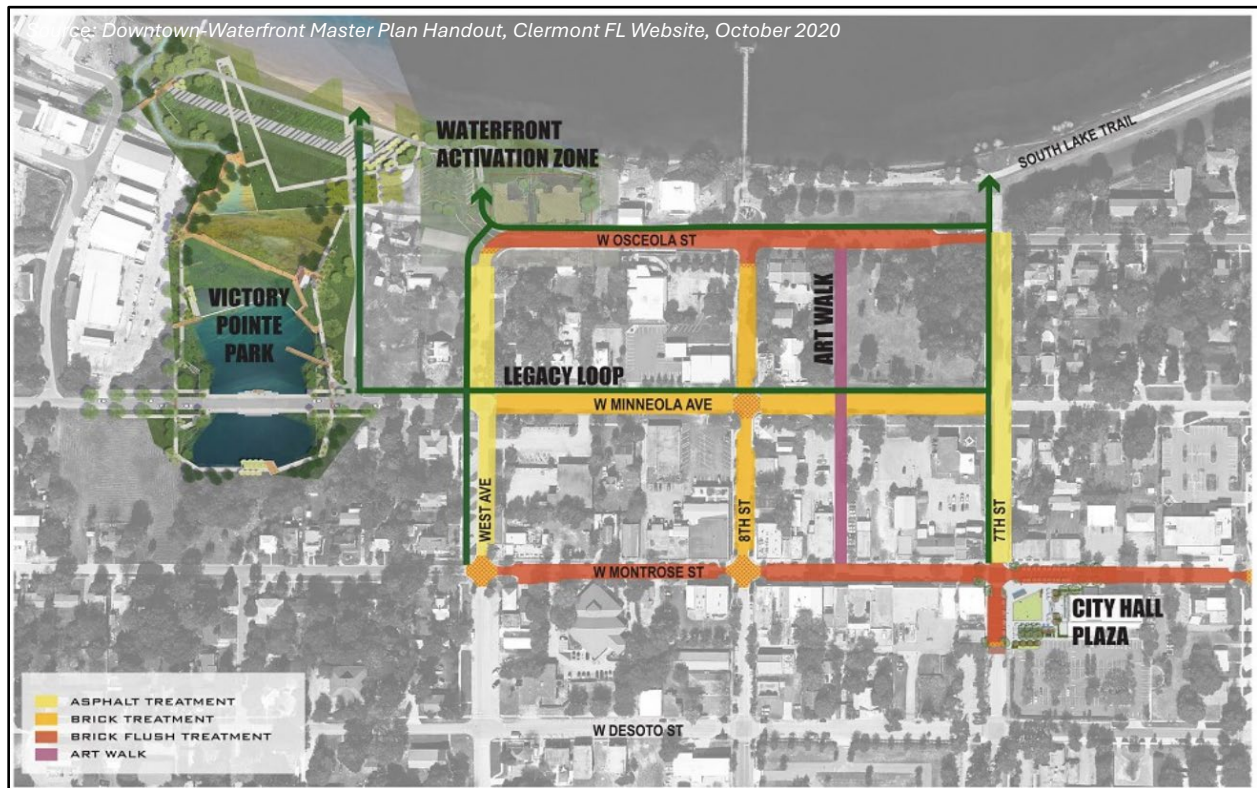 Source: Downtown-Waterfront Master Plan Handout, Clermont FL Website, October 2020
WATERFRONT
ACTIVATION ZONE
SOUTH LAKE TRAIL
W OSCEOLA ST
VICTORY
POINTE
PARK
ART WALK
LEGACY LOOP
W MINNEOLA AVE
WEST AVE
8TH ST
7TH ST
W MONTROSE ST
CITY HALL
PLAZA
W DESOTO ST
ASPHALT TREATMENT
BRICK TREATMENT
BRICK FLUSH TREATMENT
ART WALK